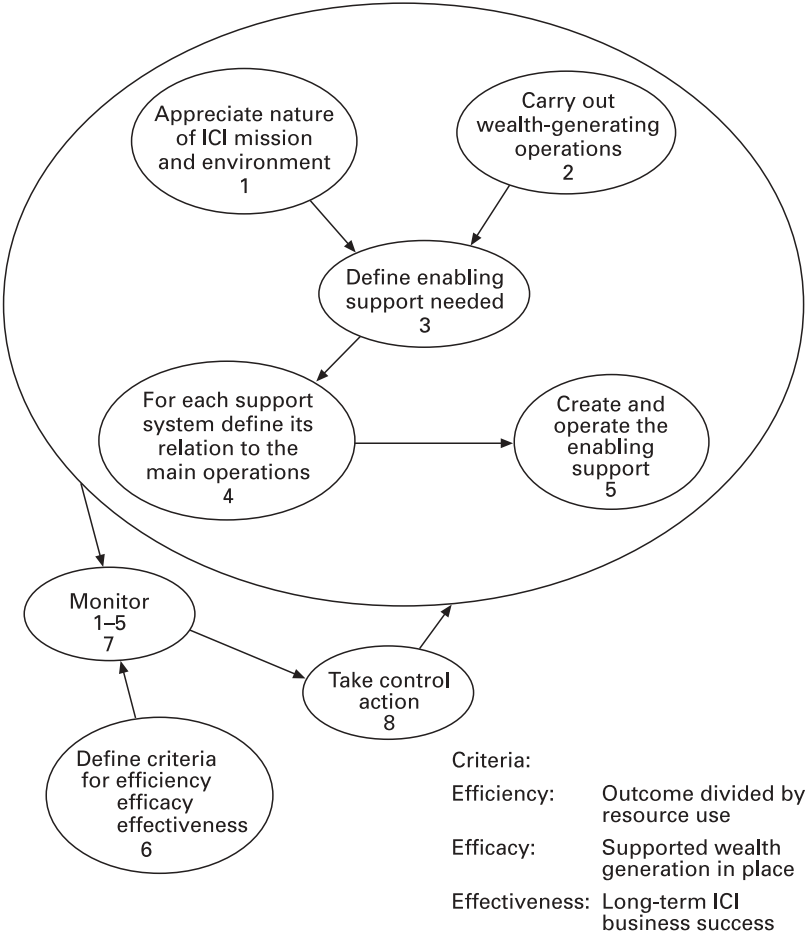 Appreciate nature
of ICI mission
and environment
1
Carry out
wealth-generating
operations
2
Define enabling
support needed
3
For each support
system define its
relation to the
main operations
4
Create and
operate the
enabling
support
5
Monitor
1–5
7
Take control
action
8
Define criteria
for efficiency
efficacy
effectiveness
6
Criteria:
Efficiency: Outcome divided by
resource use
Efficacy: Supported wealth
generation in place
Effectiveness: Long-term ICI
business success